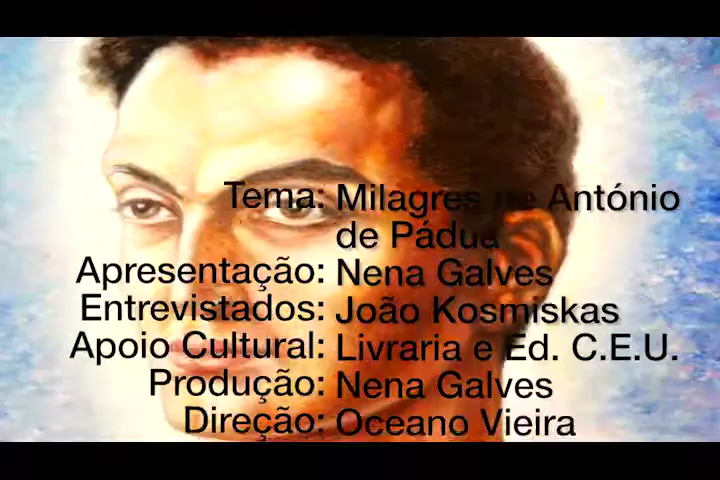 Tema: Milagres de António
de Pádua
Apresentação: Nena Galves
Entrevistados: João Kosmiskas
Apoio Cultural: Livraria e Ed. C.E.U.
Produção: Nena Galves
Direção: Oceano Vieira